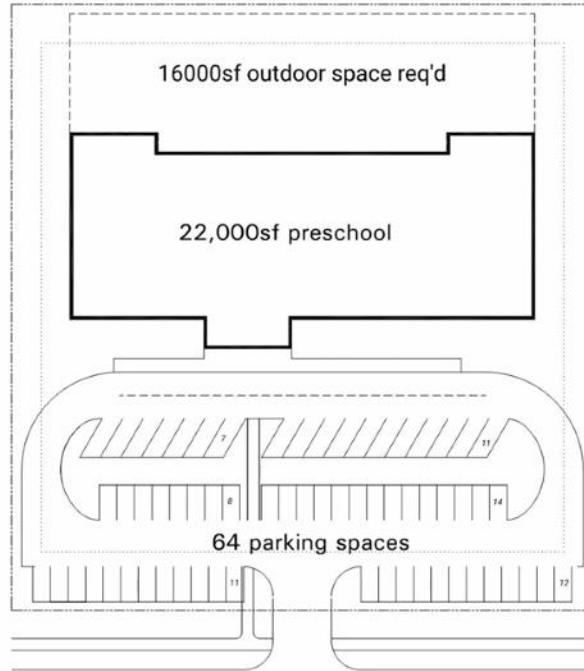 16000sf outdoor space req'd
22,000sf preschool
7
11
8
14
64 parking spaces
11
12